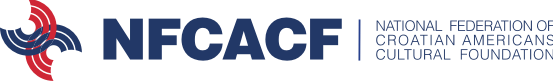 NFCACF
NATIONAL FEDERATION OF
CROATIAN AMERICANS
CULTURAL FOUNDATION